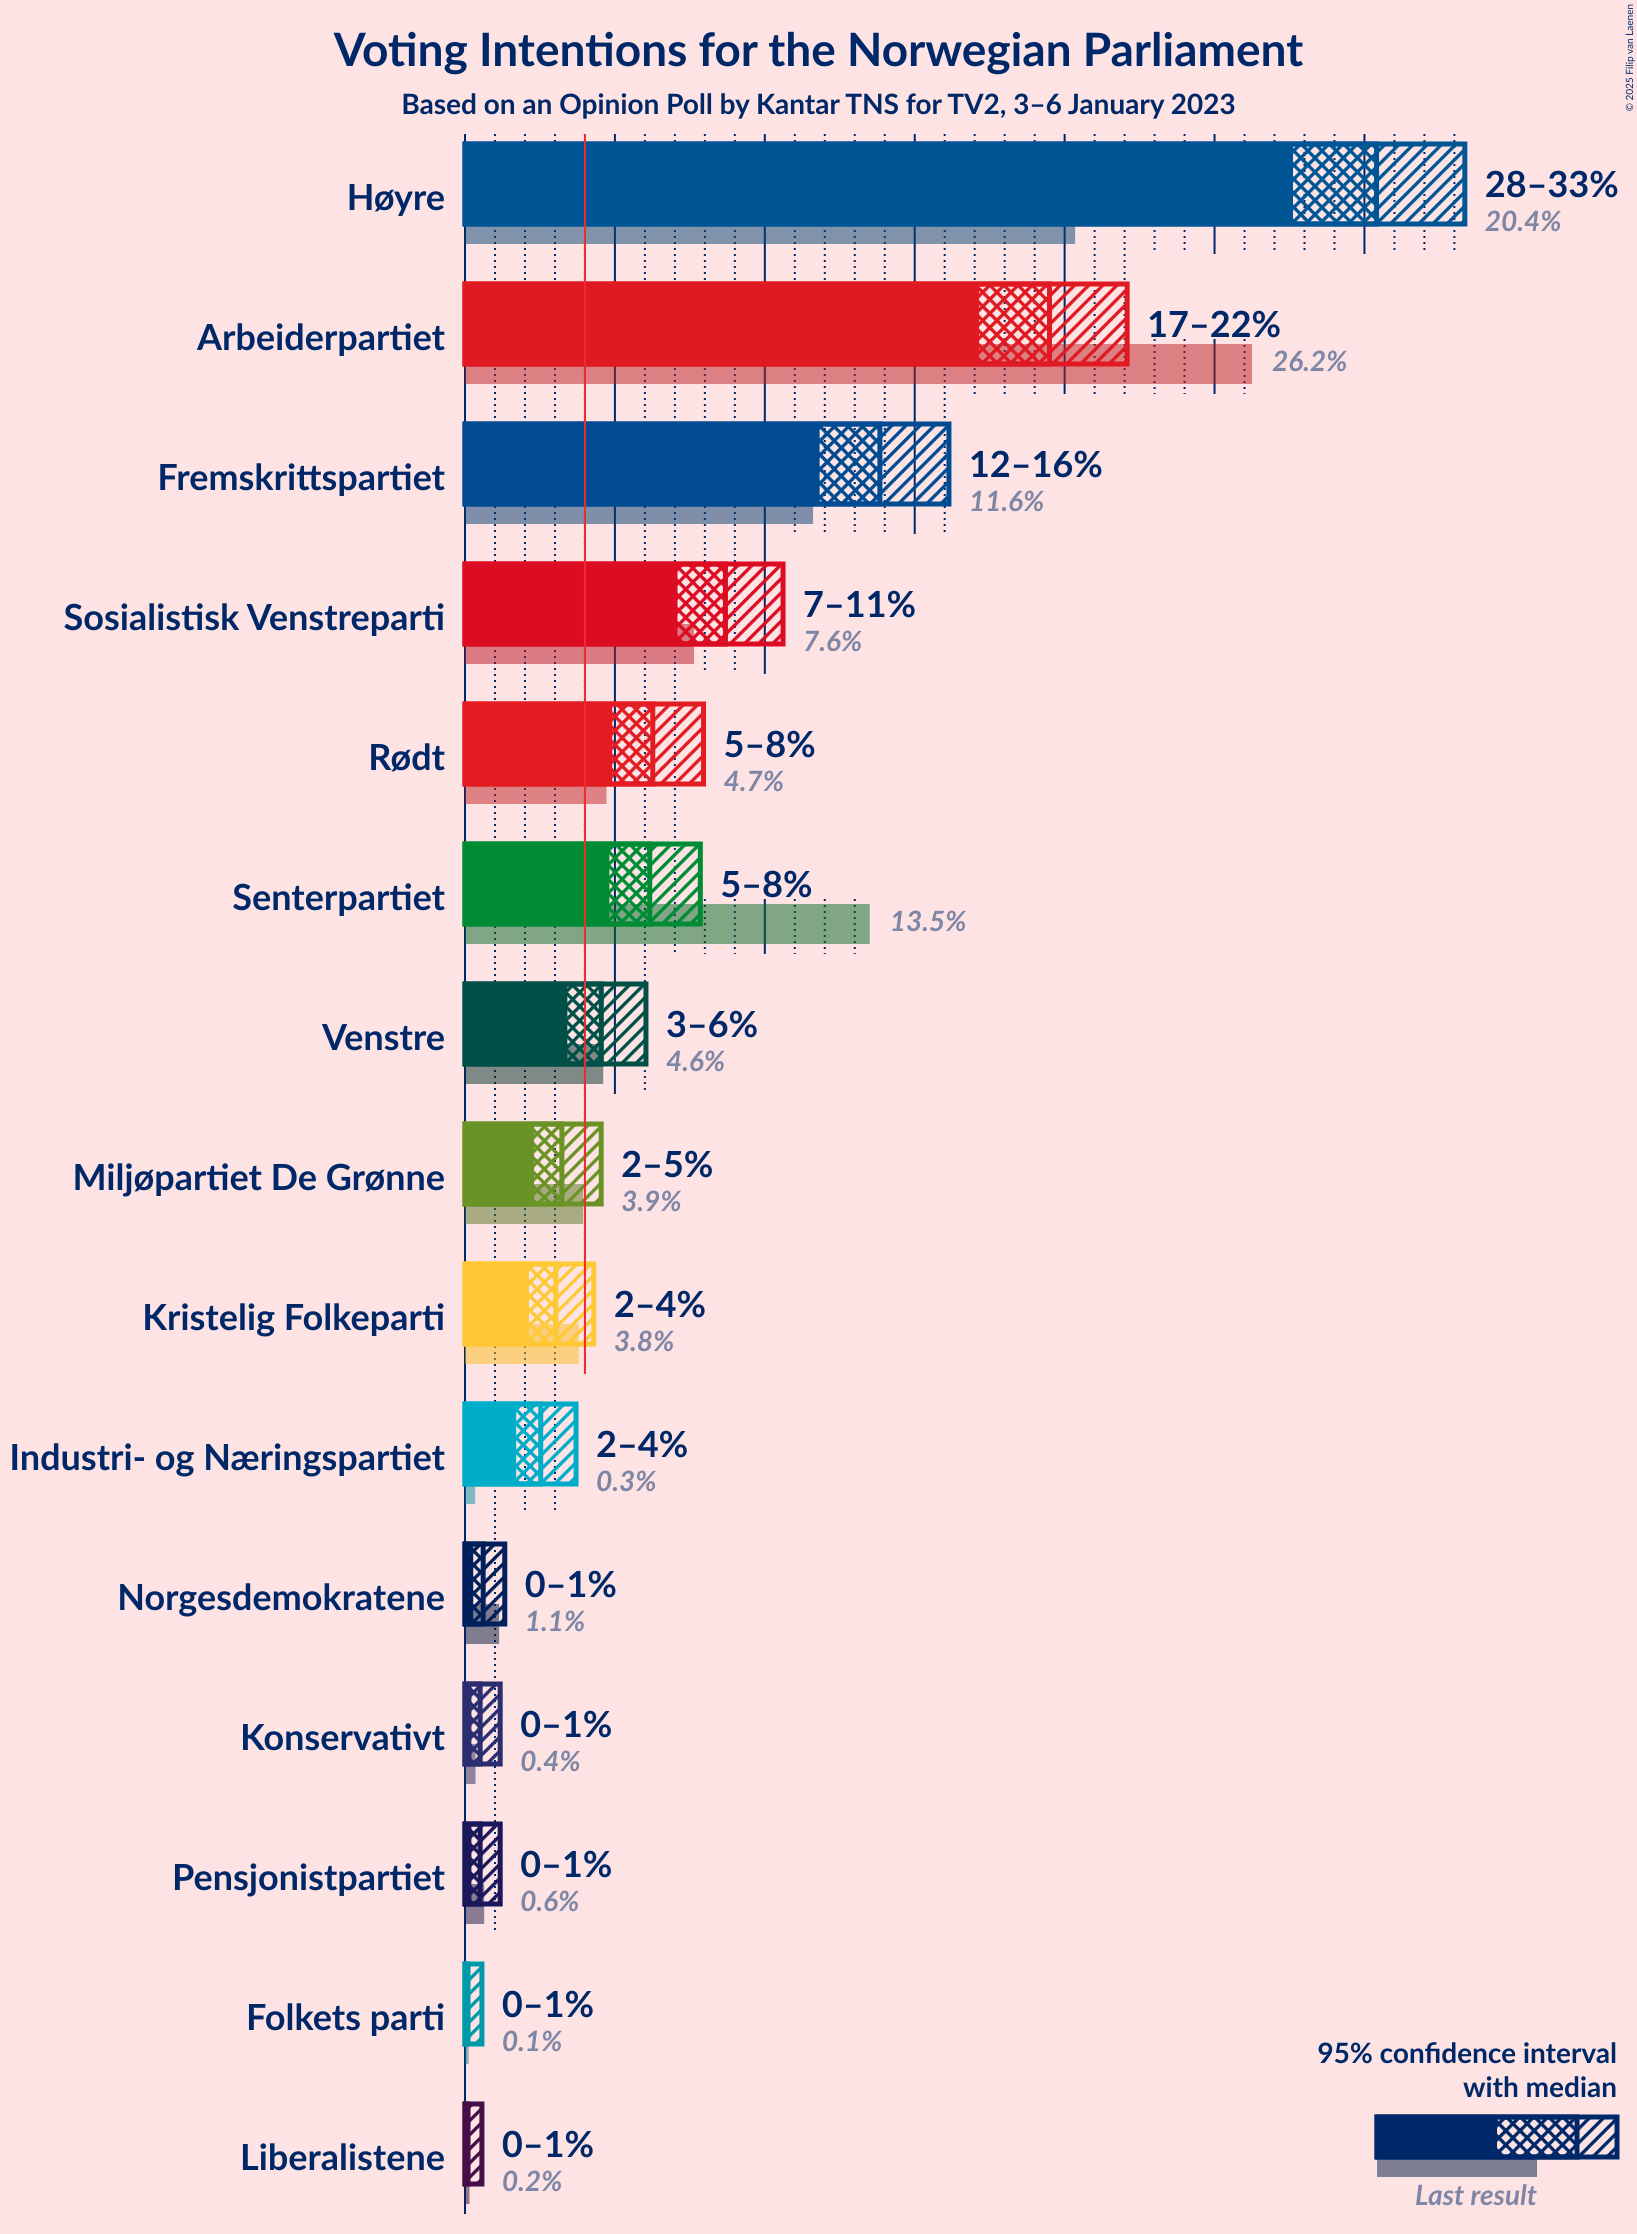 Voting Intentions for the Norwegian Parliament
Based on an Opinion Poll by Kantar TNS for TV2, 3–6 January 2023
© 2025 Filip van Laenen
Høyre
28–33%
20.4%
Arbeiderpartiet
17–22%
26.2%
Fremskrittspartiet
12–16%
11.6%
Sosialistisk Venstreparti
7–11%
7.6%
Rødt
5–8%
4.7%
Senterpartiet
5–8%
13.5%
Venstre
3–6%
4.6%
Miljøpartiet De Grønne
2–5%
3.9%
Kristelig Folkeparti
2–4%
3.8%
Industri- og Næringspartiet
2–4%
0.3%
Norgesdemokratene
0–1%
1.1%
Konservativt
0–1%
0.4%
Pensjonistpartiet
0–1%
0.6%
Folkets parti
0–1%
0.1%
Liberalistene
0–1%
0.2%
95% confidence interval
with median
Last result